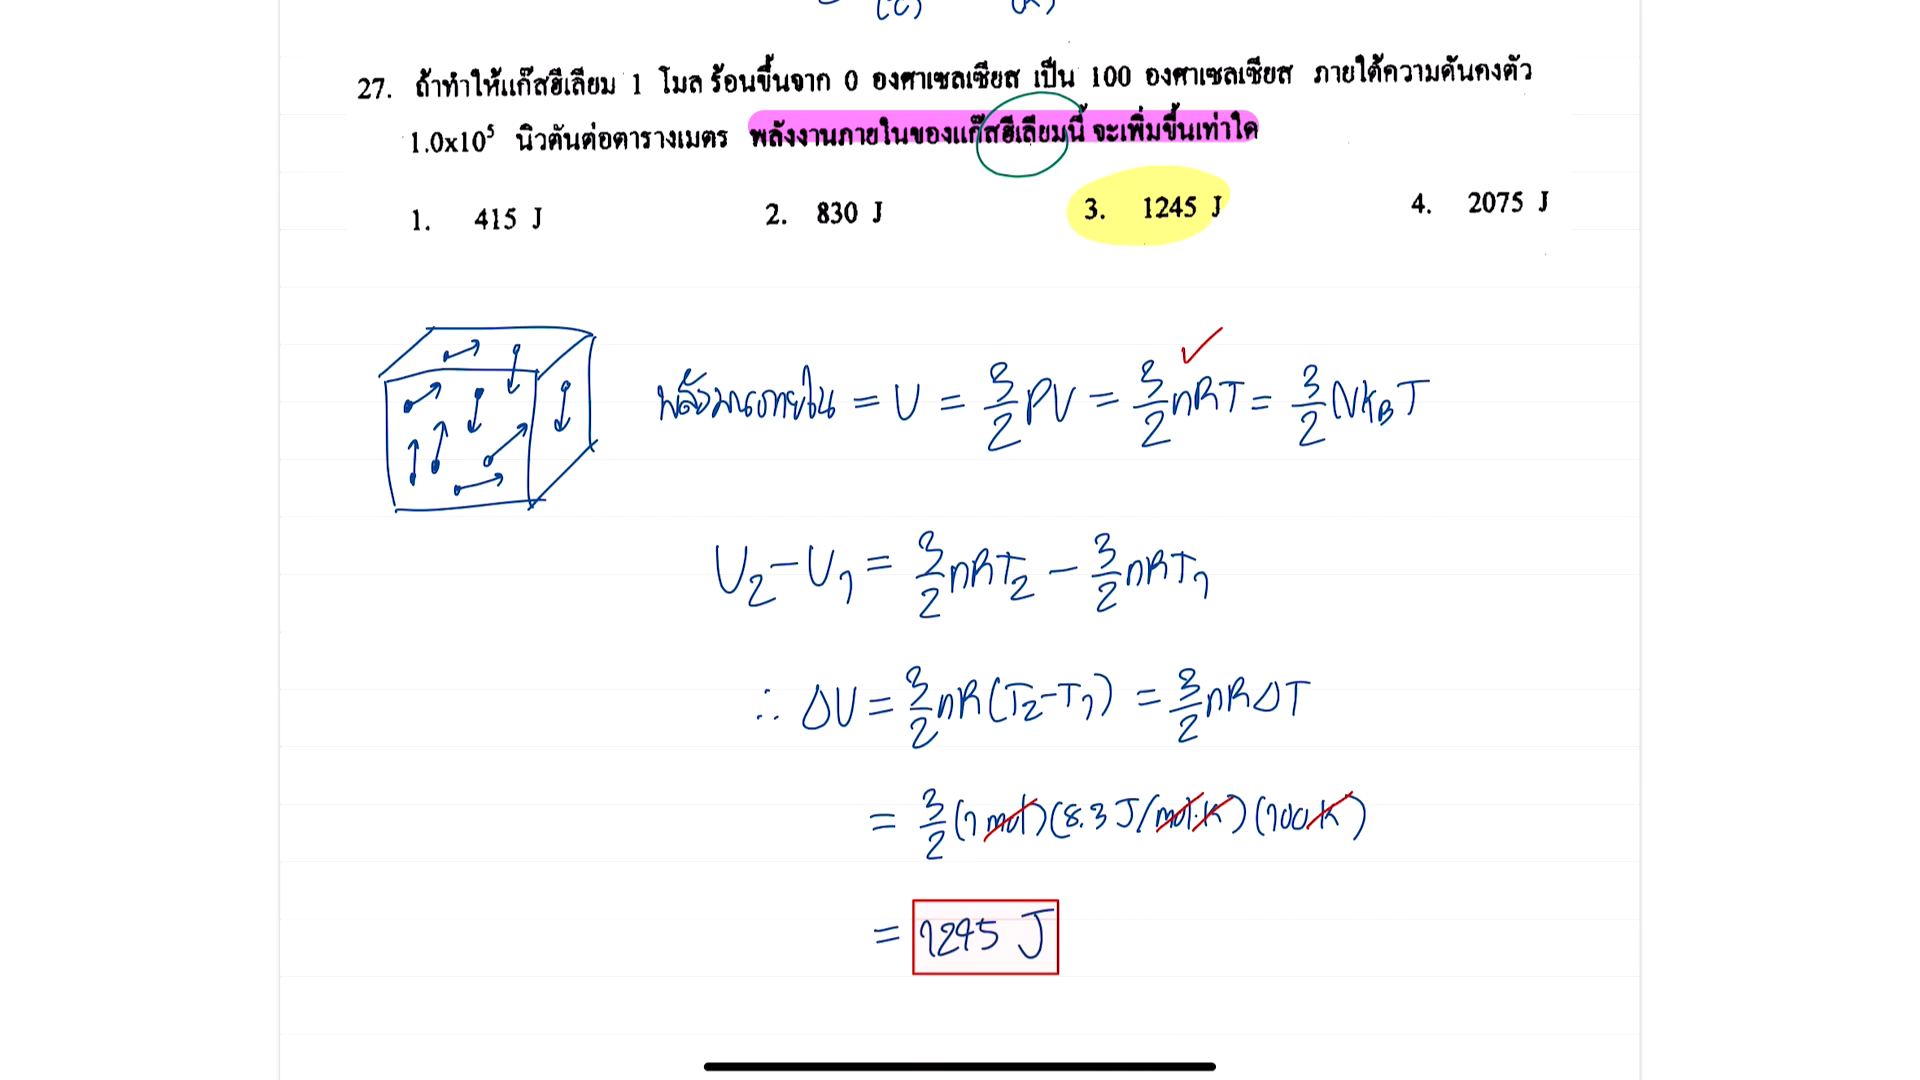 (C) (K)
27. ถ้าทำให้แก๊สฮีเลียม 1 โมล ร้อนขึ้นจาก 0 องศาเซลเซียส เป็น 100 องศาเซลเซียส ภายใต้ความดันคงตัว
1.0x10⁵ นิวตันต่อตารางเมตร พลังงานภายในของแก๊สฮีเลียมนี้ จะเพิ่มขึ้นเท่าใด
1. 415 J 2. 830 J 3. 1245 J 4. 2075 J
พลังงานภายใน = U = 3/2 PV = 3/2 nRT = 3/2 Nk_BT
U₂-U₁ = 3/2 nRT₂ - 3/2 nRT₁
∴ ΔU = 3/2 nR(T₂-T₁) = 3/2 nRΔT
= 3/2 (1 mol)(8.3 J/mol·K)(100K)
= 1245 J